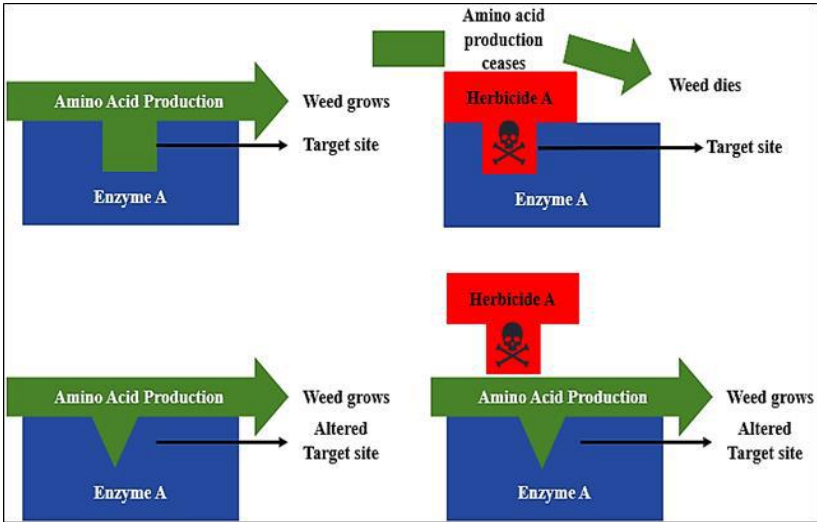 Amino Acid Production
Weed grows
Target site
Enzyme A
Amino acid
production
ceases
Herbicide A
Weed dies
Target site
Enzyme A
Amino Acid Production
Weed grows
Altered
Target site
Enzyme A
Herbicide A
Amino Acid Production
Weed grows
Altered
Target site
Enzyme A